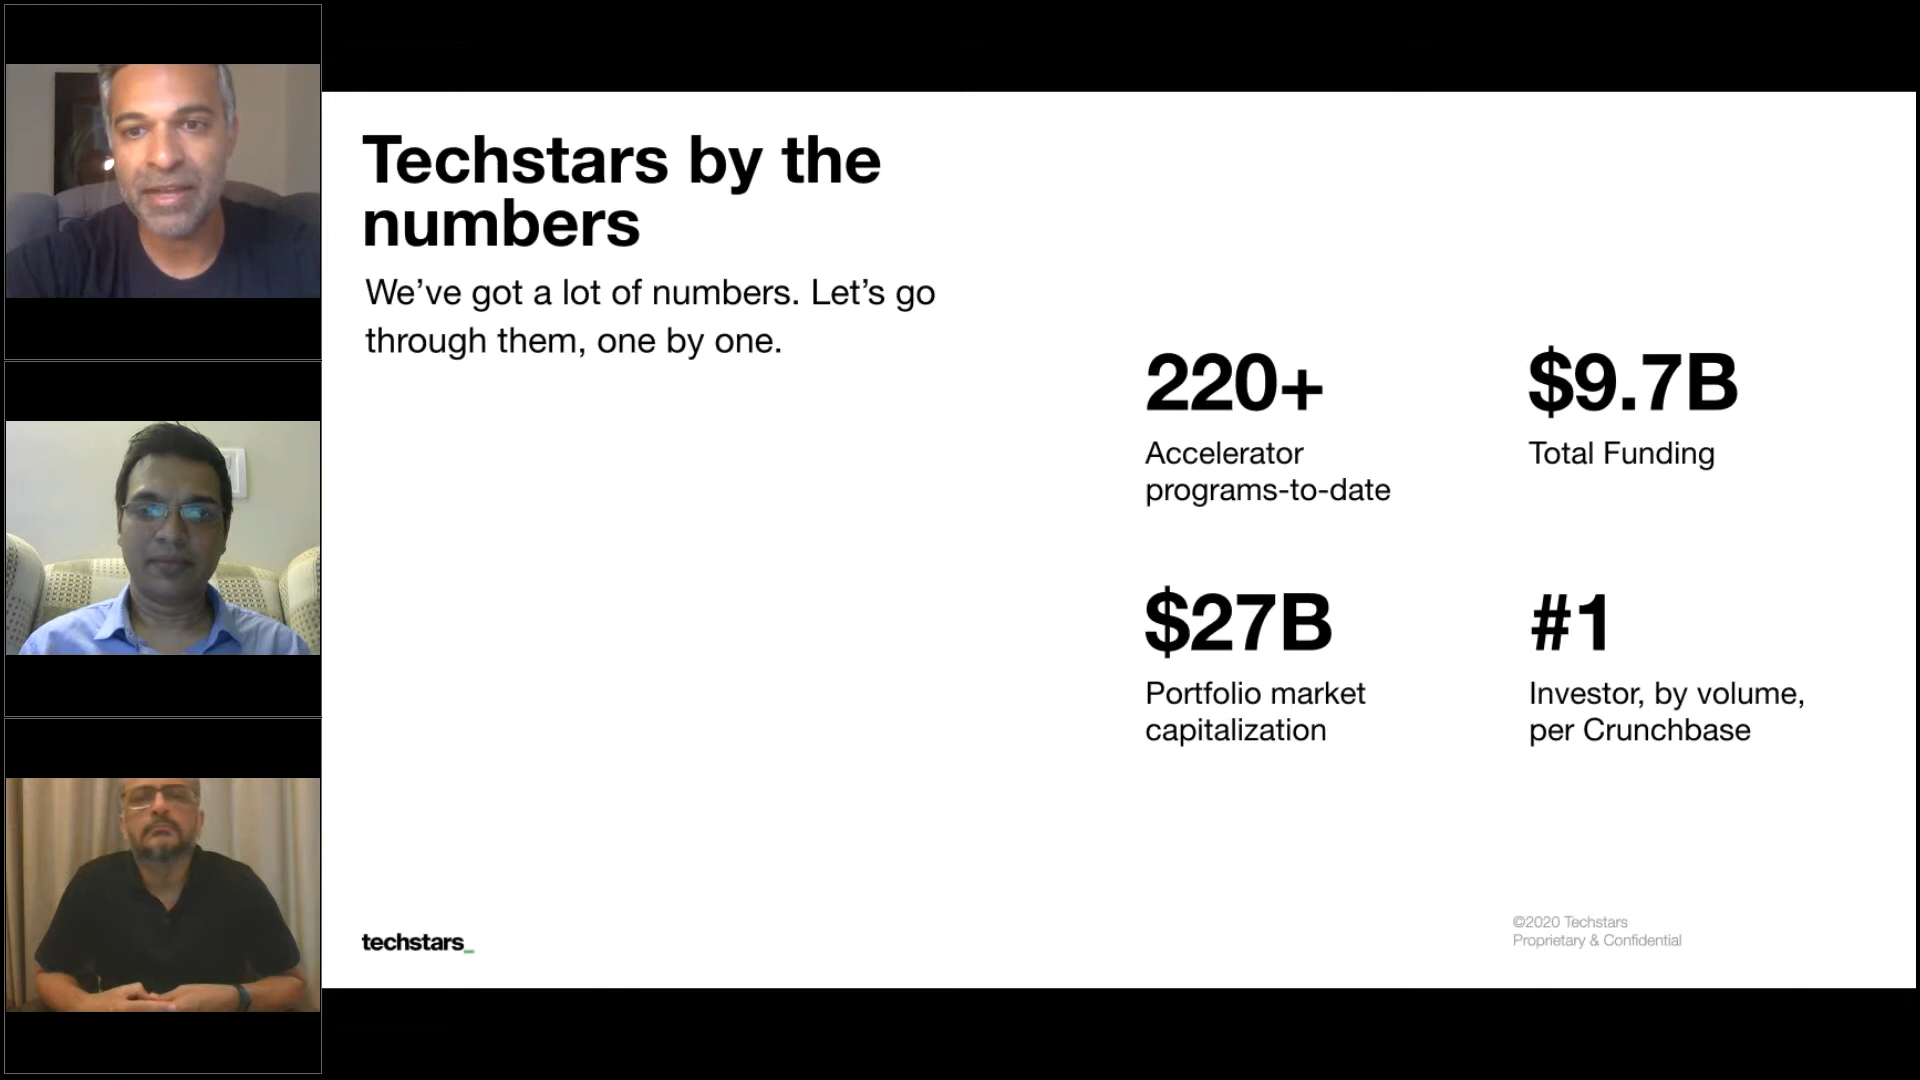 Techstars by the
numbers
We’ve got a lot of numbers. Let’s go
through them, one by one.
220+
Accelerator
programs-to-date
$9.7B
Total Funding
$27B
Portfolio market
capitalization
#1
Investor, by volume,
per Crunchbase
techstars_
©2020 Techstars
Proprietary & Confidential